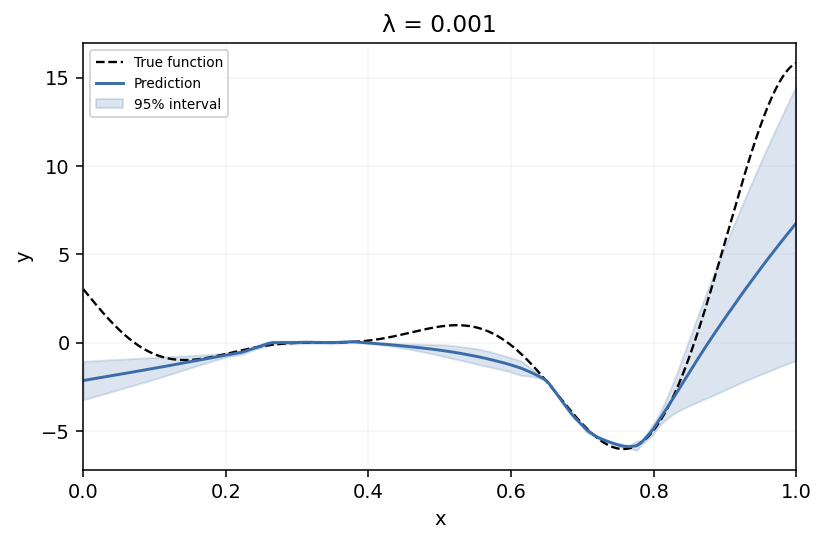 λ = 0.001
True function
Prediction
95% interval
y
15
10
5
0
−5
0.0 0.2 0.4 0.6 0.8 1.0
x